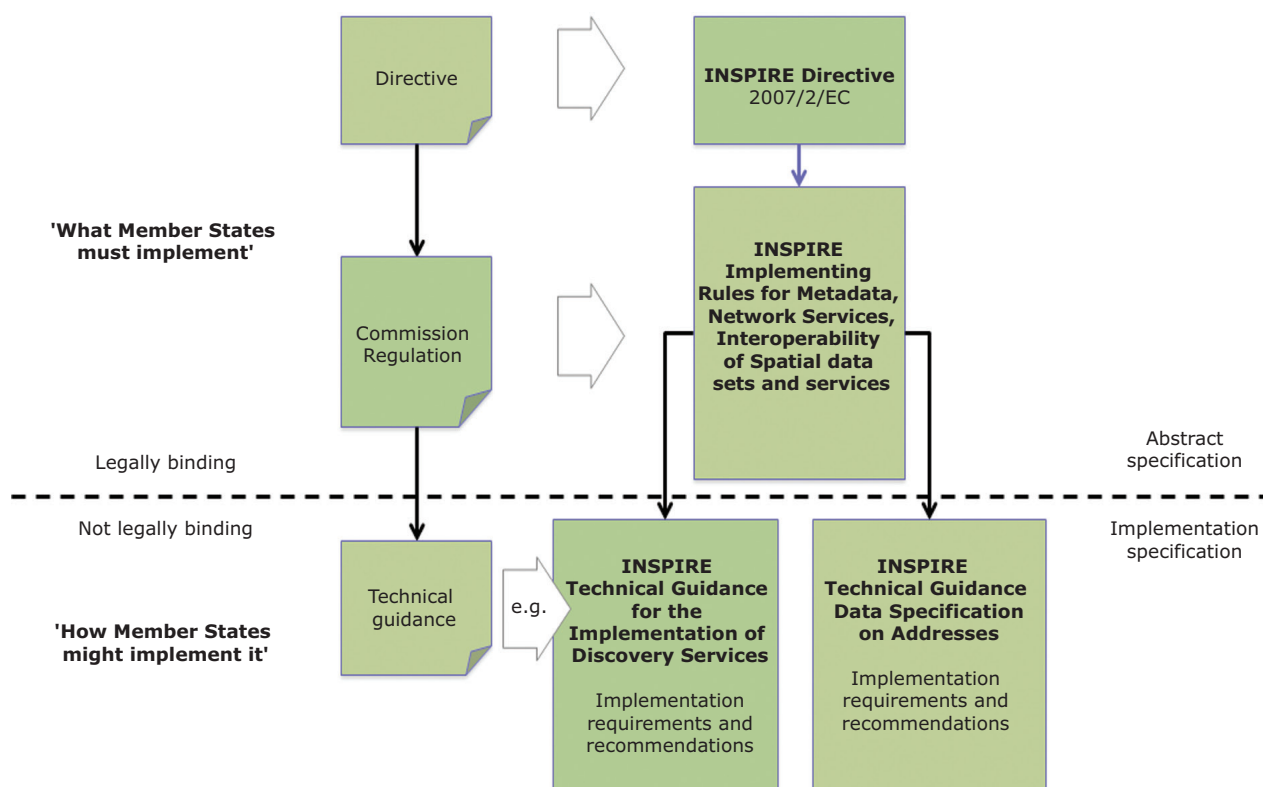 Directive
INSPIRE Directive
2007/2/EC
'What Member States
must implement'
Commission
Regulation
INSPIRE
Implementing
Rules for Metadata,
Network Services,
Interoperability
of Spatial data
sets and services
Legally binding
Abstract
specification
Not legally binding
Implementation
specification
'How Member States
might implement it'
Technical
guidance
e.g.
INSPIRE
Technical Guidance
for the
Implementation of
Discovery Services
Implementation
requirements and
recommendations
INSPIRE
Technical Guidance
Data Specification
on Addresses
Implementation
requirements and
recommendations